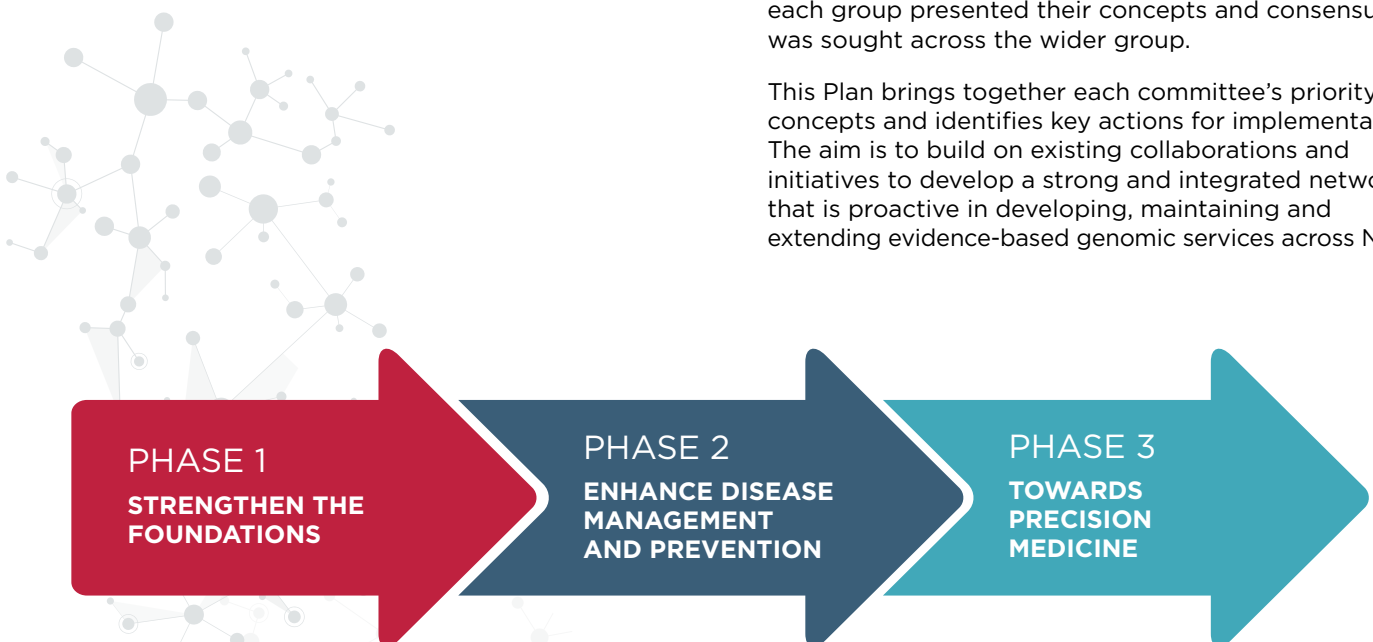 each group presented their concepts and
was sought across the wider group.
This Plan brings together each committee’s priority
concepts and identifies key actions for
The aim is to build on existing collaborations and
initiatives to develop a strong and integrated
that is proactive in developing, maintaining and
extending evidence-based genomic services across
PHASE 1
STRENGTHEN THE
FOUNDATIONS
PHASE 2
ENHANCE DISEASE
MANAGEMENT
AND PREVENTION
PHASE 3
TOWARDS
PRECISION
MEDICINE